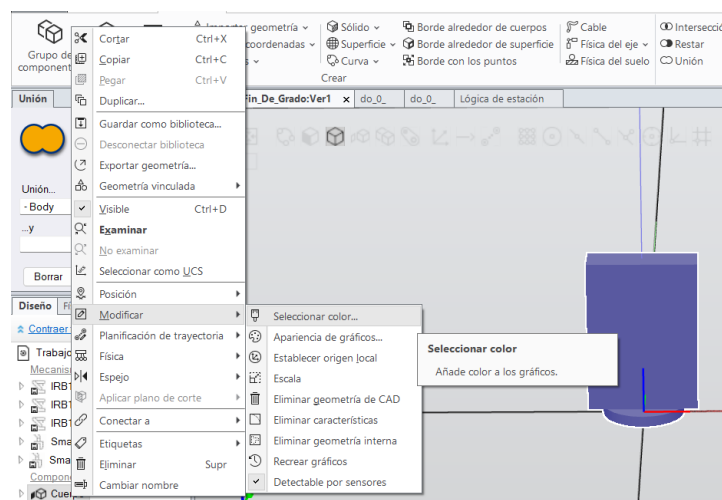 Importar geometría
Sólido
Borde alrededor de cuerpos
Cable
Intersecci
Grupo de
component
coordenadas
Superficie
Borde alrededor de superficie
Física del eje
Restar
Curva
Borde con los puntos
Física del suelo
Unión
Crear
Cortar Ctrl+X
Copiar Ctrl+C
Pegar Ctrl+V
Duplicar...
Guardar como biblioteca...
Desconectar biblioteca
Exportar geometría...
Geometría vinculada
Visible Ctrl+D
Examinar
No examinar
Seleccionar como UCS
Posición
Modificar
Planificación de trayectoria
Física
Espejo
Aplicar plano de corte
Conectar a
Etiquetas
Eliminar Supr
Cambiar nombre
Unión
Fin_De_Grado:Ver1 x
do_0_
do_0_
Lógica de estación
Unión...
- Body
...y
Borrar
Diseño
Contraer
Trabajo
Mecanis
IRB1
IRB1
IRB1
Sma
Sma
Compon
Cue
Seleccionar color...
Apariencia de gráficos...
Establecer origen local
Escala
Eliminar geometría de CAD
Eliminar características
Eliminar geometría interna
Recrear gráficos
Detectable por sensores
Seleccionar color
Añade color a los gráficos.